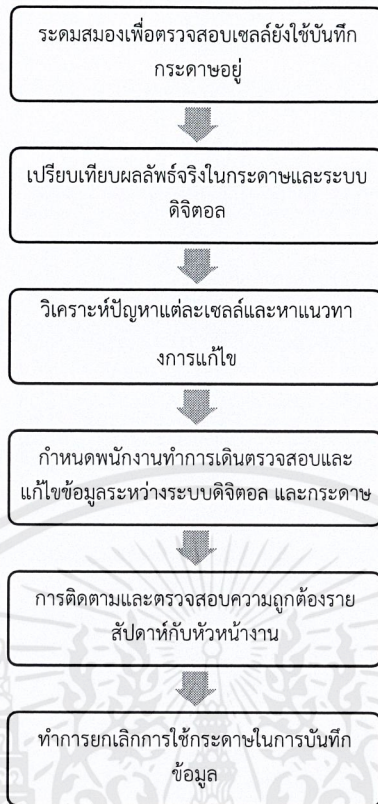 ระดมสมองเพื่อตรวจสอบเซลล์ยังใช้บันทึก
กระดาษอยู่
เปรียบเทียบผลลัพธ์จริงในกระดาษและระบบ
ดิจิตอล
วิเคราะห์ปัญหาแต่ละเซลล์และหาแนวทา
งการแก้ไข
กำหนดพนักงานทำการเดินตรวจสอบและ
แก้ไขข้อมูลระหว่างระบบดิจิตอล และกระดาษ
การติดตามและตรวจสอบความถูกต้องราย
สัปดาห์กับหัวหน้างาน
ทำการยกเลิกการใช้กระดาษในการบันทึก
ข้อมูล